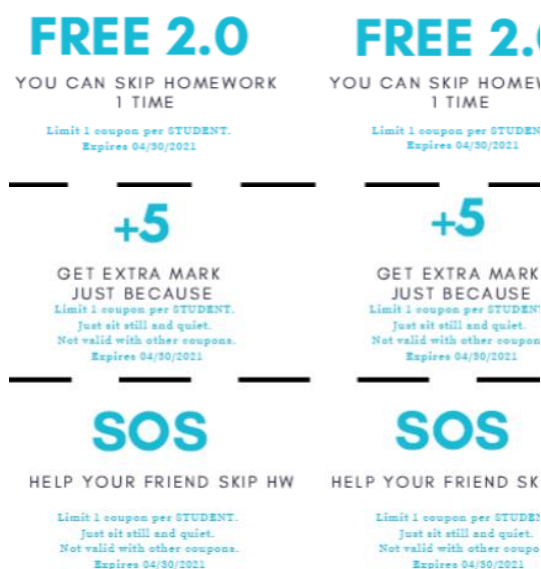 FREE 2.0
YOU CAN SKIP HOMEWORK
1 TIME
Limit 1 coupon per STUDENT.
Expires 04/30/2021
FREE 2.
YOU CAN SKIP HOME
1 TIME
Limit 1 coupon per STUDEN
Expires 04/30/2021
+5
GET EXTRA MARK
JUST BECAUSE
Limit 1 coupon per STUDENT.
Just sit still and quiet.
Not valid with other coupons.
Expires 04/30/2021
+5
GET EXTRA MARK
JUST BECAUSE
Limit 1 coupon per STUDENT
Just sit still and quiet.
Not valid with other coupon
Expires 04/30/2021
SOS
HELP YOUR FRIEND SKIP HW
Limit 1 coupon per STUDENT.
Just sit still and quiet.
Not valid with other coupons.
Expires 04/30/2021
SOS
HELP YOUR FRIEND SK
Limit 1 coupon per STUDEN
Just sit still and quiet.
Not valid with other coupo
Expires 04/30/2021